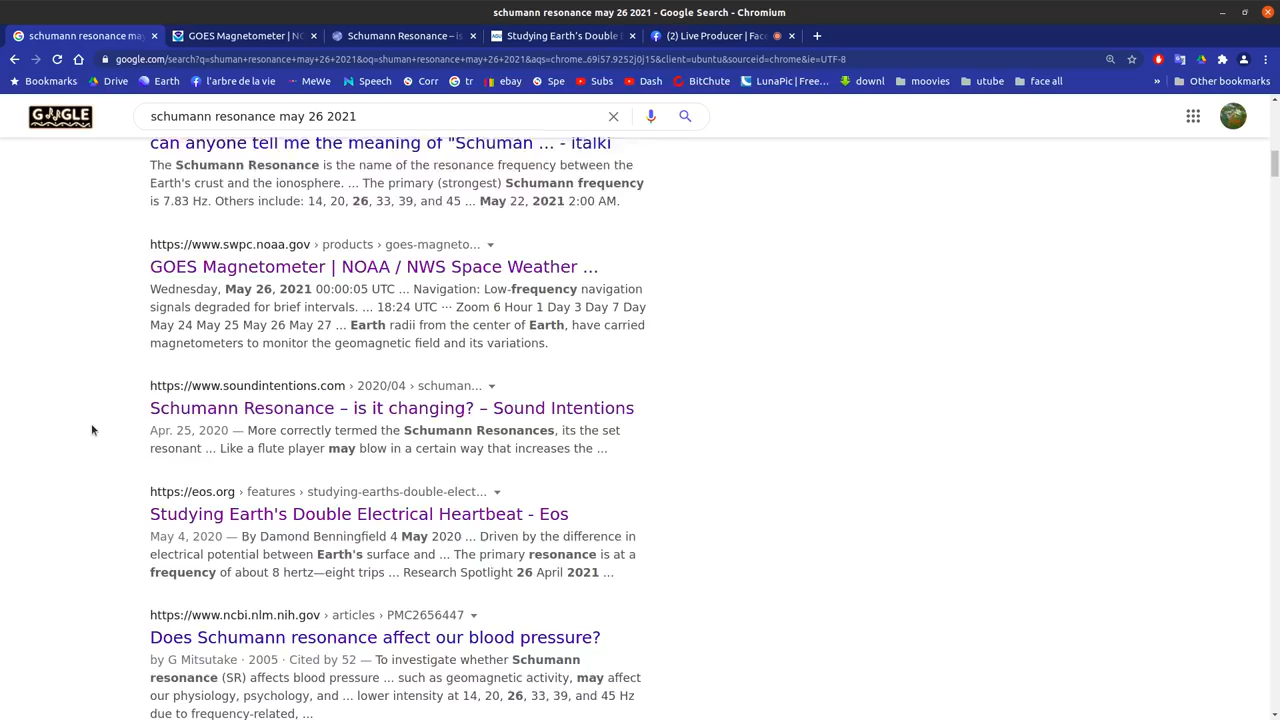 schumann resonance may 26 2021 - Google Search - Chromium
schumann resonance may
GOES Magnetometer | NO
Schumann Resonance – is
AGU
Studying Earth's Double E
(2) Live Producer | Face
google.com/search?q=shuman+resonance+may+26+2021&oq=shuman+resonance+may+26+2021&aqs=chrome..69i57.9252j0j15&client=ubuntu&sourceid=chrome&ie=UTF-8
Bookmarks
Drive
Earth
l'arbre de la vie
MeWe
Speech
Corr
tr
ebay
Spe
Subs
Dash
BitChute
LunaPic | Free...
downl
moovies
utube
face all
»
Other bookmarks
schumann resonance may 26 2021
can anyone tell me the meaning of "Schuman ... - italki
The Schumann Resonance is the name of the resonance frequency between the
Earth's crust and the ionosphere. ... The primary (strongest) Schumann frequency
is 7.83 Hz. Others include: 14, 20, 26, 33, 39, and 45 ... May 22, 2021 2:00 AM.
https://www.swpc.noaa.gov › products › goes-magneto...
GOES Magnetometer | NOAA / NWS Space Weather ...
Wednesday, May 26, 2021 00:00:05 UTC ... Navigation: Low-frequency navigation
signals degraded for brief intervals. ... 18:24 UTC ··· Zoom 6 Hour 1 Day 3 Day 7 Day
May 24 May 25 May 26 May 27 ... Earth radii from the center of Earth, have carried
magnetometers to monitor the geomagnetic field and its variations.
https://www.soundintentions.com › 2020/04 › schuman...
Schumann Resonance – is it changing? – Sound Intentions
Apr. 25, 2020 — More correctly termed the Schumann Resonances, its the set
resonant ... Like a flute player may blow in a certain way that increases the ...
https://eos.org › features › studying-earths-double-elect...
Studying Earth's Double Electrical Heartbeat - Eos
May 4, 2020 — By Damond Benningfield 4 May 2020 ... Driven by the difference in
electrical potential between Earth's surface and ... The primary resonance is at a
frequency of about 8 hertz—eight trips ... Research Spotlight 26 April 2021 ...
https://www.ncbi.nlm.nih.gov › articles › PMC2656447
Does Schumann resonance affect our blood pressure?
by G Mitsutake · 2005 · Cited by 52 — To investigate whether Schumann
resonance (SR) affects blood pressure ... such as geomagnetic activity, may affect
our physiology, psychology, and ... lower intensity at 14, 20, 26, 33, 39, and 45 Hz
due to frequency-related, ...